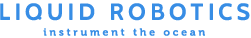 LIQUID ROBOTICS
instrument the ocean